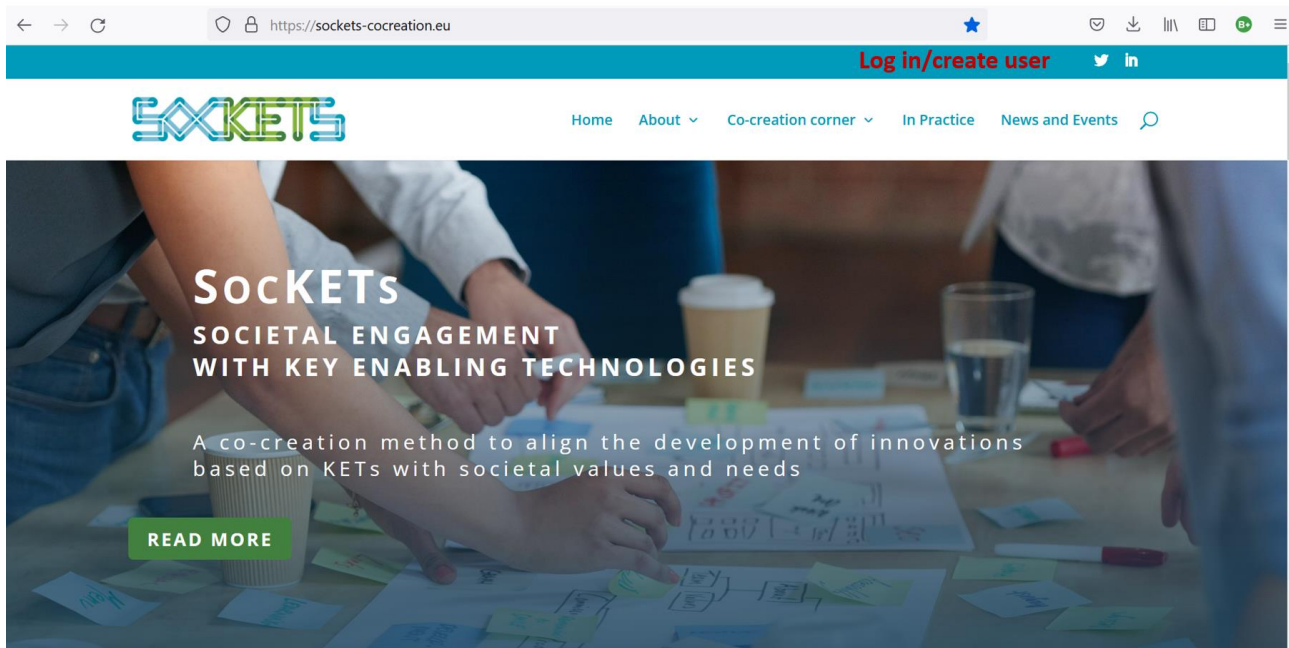 https://sockets-cocreation.eu
B+
Log in/create user
in
SOCKETS
Home About Co-creation corner In Practice News and Events
SocKETs
SOCIETAL ENGAGEMENT
WITH KEY ENABLING TECHNOLOGIES
A co-creation method to align the development of innovations
based on KETs with societal values and needs
READ MORE